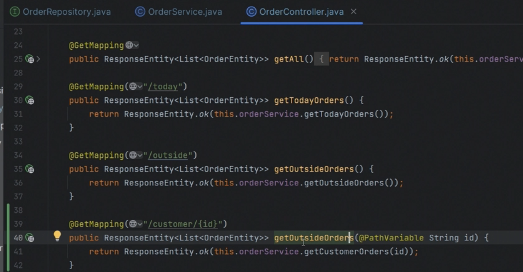 OrderRepository.java OrderService.java OrderController.java
23
24 @GetMapping
25 public ResponseEntity<List<OrderEntity>> getAll() { return ResponseEntity.ok(this.orderServ
29 @GetMapping("/today")
30 public ResponseEntity<List<OrderEntity>> getTodayOrders() {
31 return ResponseEntity.ok(this.orderService.getTodayOrders());
32 }
33
34 @GetMapping("/outside")
35 public ResponseEntity<List<OrderEntity>> getOutsideOrders() {
36 return ResponseEntity.ok(this.orderService.getOutsideOrders());
37 }
38
39 @GetMapping("/customer/{id}")
40 public ResponseEntity<List<OrderEntity>> getOutsideOrders(@PathVariable String id) {
41 return ResponseEntity.ok(this.orderService.getCustomerOrders(id));
42 }